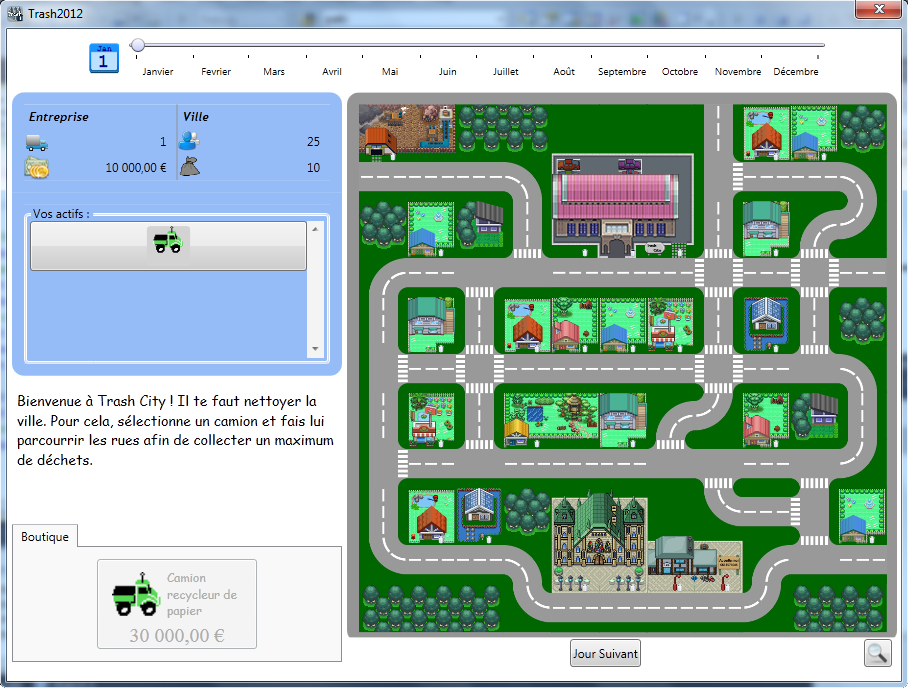 Trash2012
Jan
1
Janvier Fevrier Mars Avril Mai Juin Juillet Août Septembre Octobre Novembre Décembre
Entreprise Ville
1 25
10 000,00 € 10
Vos actifs :
Bienvenue à Trash City ! Il te faut nettoyer la
ville. Pour cela, sélectionne un camion et fais lui
parcourrir les rues afin de collecter un maximum
de déchets.
Boutique
Camion
recycleur de
papier
30 000,00 €
Trash
City
Jour Suivant